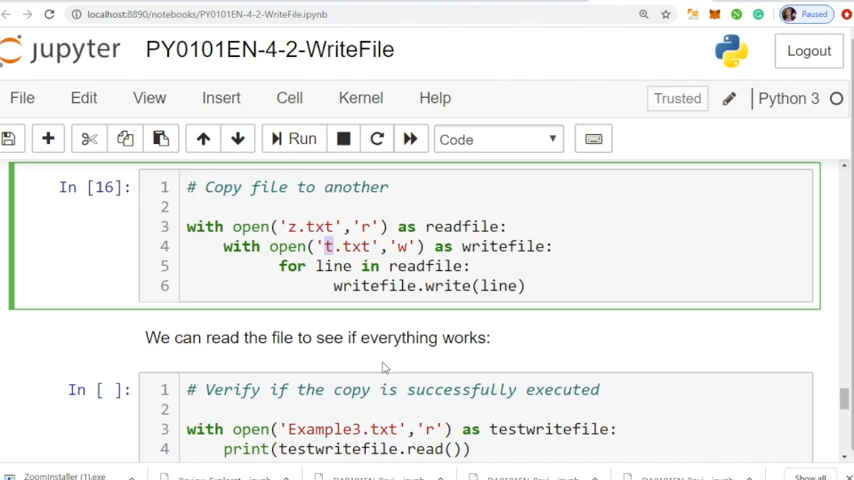 localhost:8890/notebooks/PY0101EN-4-2-WriteFile.ipynb
Paused
jupyter PY0101EN-4-2-WriteFile
Logout
File Edit View Insert Cell Kernel Help
Trusted Python 3
Run
Code
In [16]:
1 # Copy file to another
2
3 with open('z.txt','r') as readfile:
4 with open('t.txt','w') as writefile:
5 for line in readfile:
6 writefile.write(line)
We can read the file to see if everything works:
In [ ]:
1 # Verify if the copy is successfully executed
2
3 with open('Example3.txt','r') as testwritefile:
4 print(testwritefile.read())
ZoomInstaller (1).exe
Show all